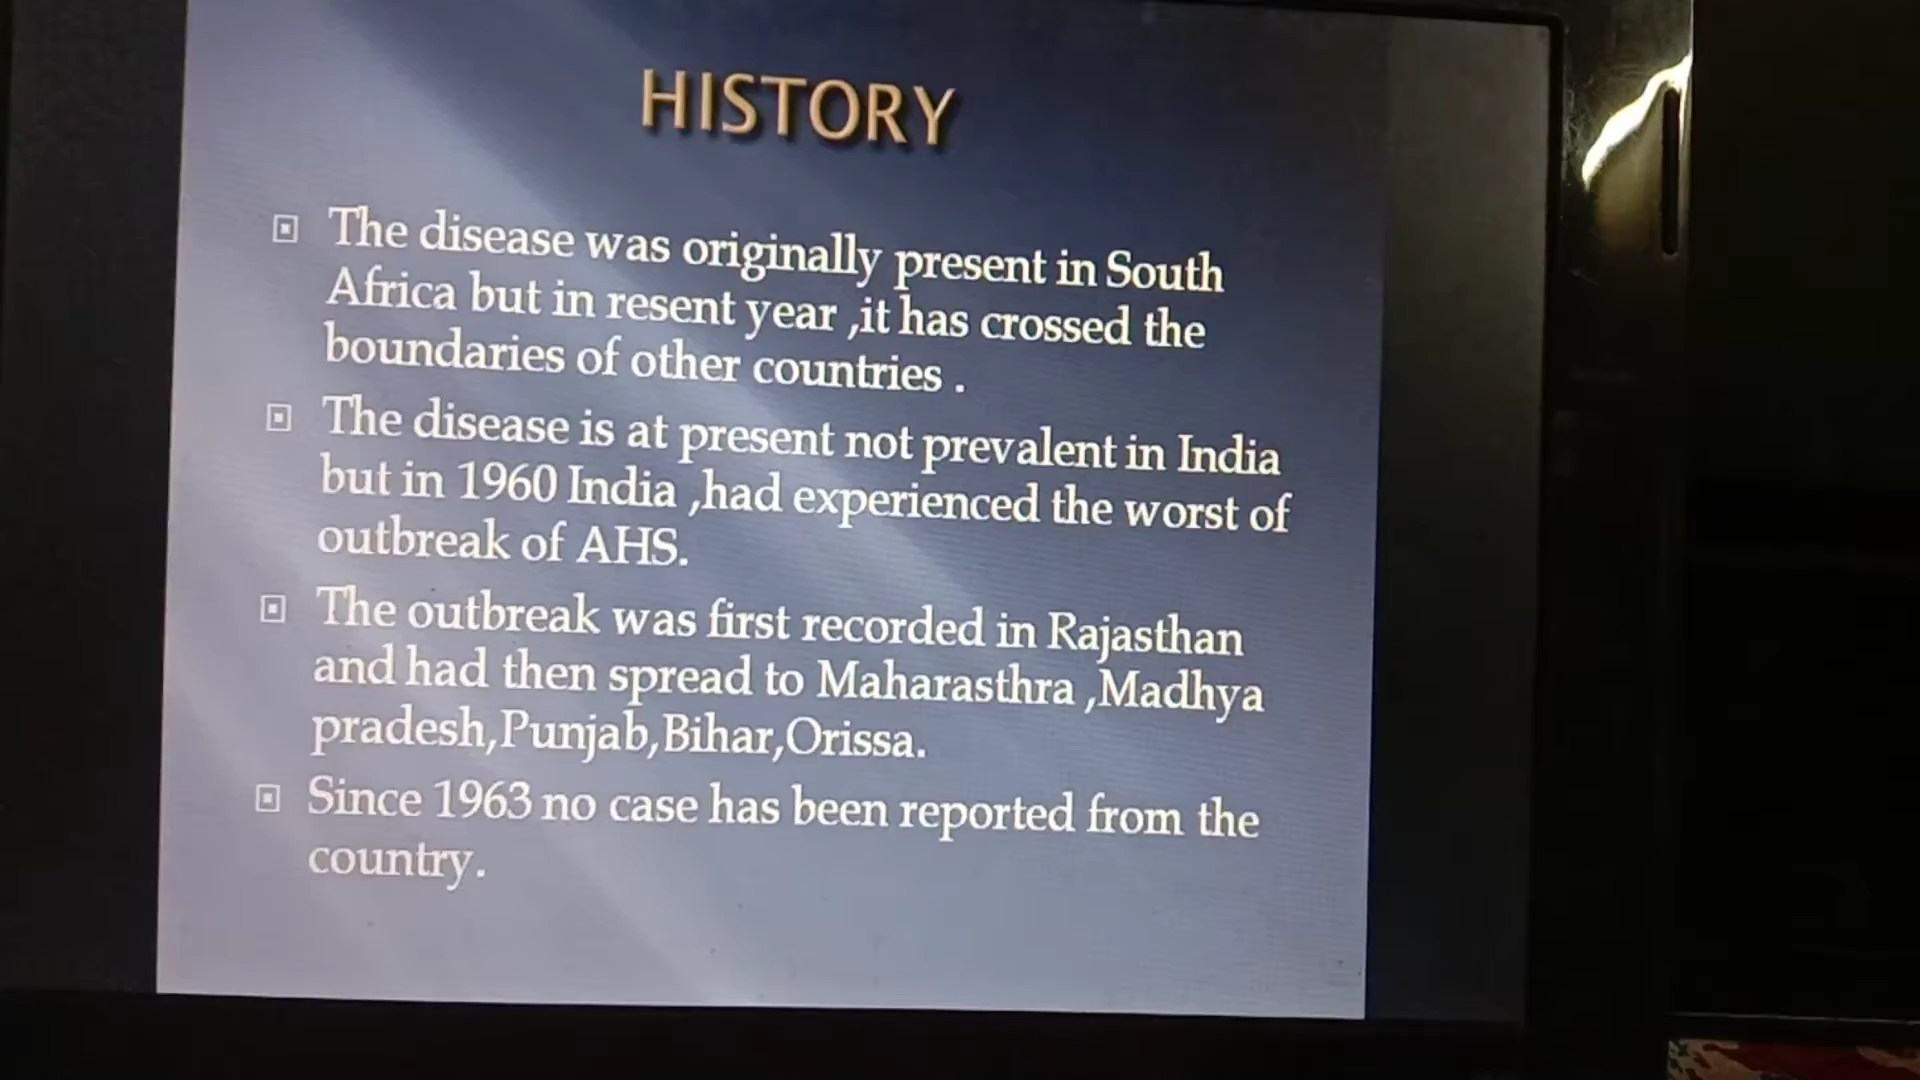 HISTORY
The disease was originally present in South
Africa but in resent year ,it has crossed the
boundaries of other countries .
The disease is at present not prevalent in India
but in 1960 India ,had experienced the worst of
outbreak of AHS.
The outbreak was first recorded in Rajasthan
and had then spread to Maharasthra ,Madhya
pradesh,Punjab,Bihar,Orissa.
Since 1963 no case has been reported from the
country.